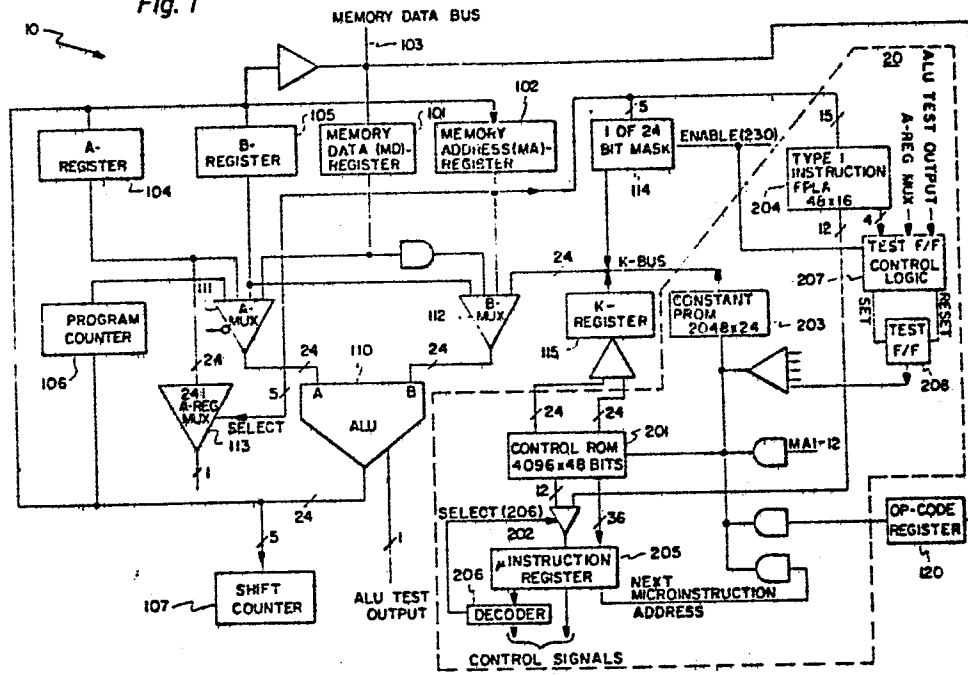 Fig. 1
MEMORY DATA BUS
10
103
20
105
101
102
A-
REGISTER
104
B-
REGISTER
MEMORY
DATA (MD)-
REGISTER
MEMORY
ADDRESS(MA)-
REGISTER
5
1 OF 24
BIT MASK
114
ENABLE(230)
15
TYPE I
INSTRUCTION
FPLA
48x16
204
12
4
ALU TEST OUTPUT
A-REG MUX
TEST F/F
CONTROL
LOGIC
207
SET
RESET
TEST
F/F
208
24
K-BUS
K-
REGISTER
115
CONSTANT
PROM
2048x24
203
111
A-
MUX
B-
MUX
112
PROGRAM
COUNTER
106
24
24
110
24
24:1
A-REG
MUX
113
SELECT
5
A
B
ALU
1
24
24
24
CONTROL ROM
4096x48 BITS
201
MA1-12
12
36
SELECT (206)
202
μINSTRUCTION
REGISTER
205
OP-CODE
REGISTER
120
5
SHIFT
COUNTER
107
1
ALU TEST
OUTPUT
206
DECODER
NEXT
MICROINSTRUCTION
ADDRESS
CONTROL SIGNALS